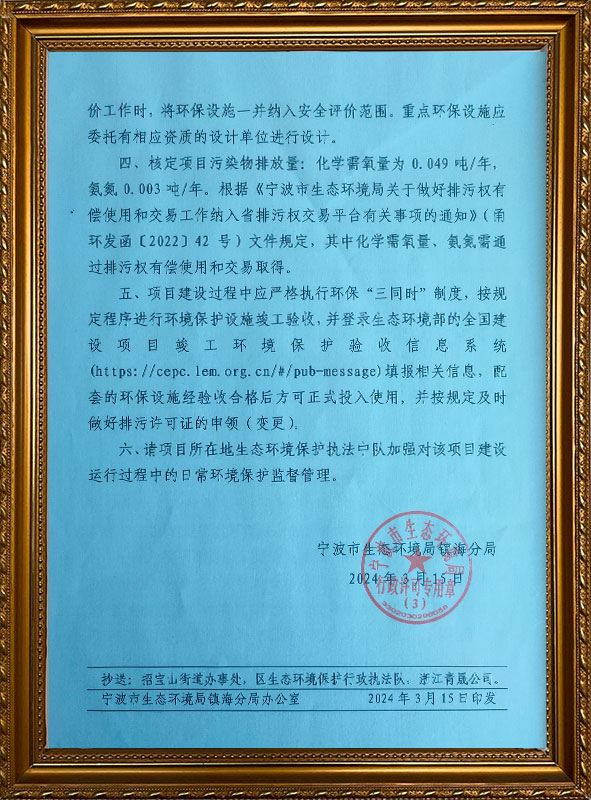 价工作时，将环保设施一并纳入安全评价范围。重点环保设施应
委托有相应资质的设计单位进行设计。
四、核定项目污染物排放量：化学需氧量为 0.049 吨/年，
氨氮 0.003 吨/年。根据《宁波市生态环境局关于做好排污权有
偿使用和交易工作纳入省排污权交易平台有关事项的通知》（甬
环发函〔2022〕42 号）文件规定，其中化学需氧量、氨氮需通
过排污权有偿使用和交易取得。
五、项目建设过程中应严格执行环保“三同时”制度，按规
定程序进行环境保护设施竣工验收，并登录生态环境部的全国建
设项目竣工环境保护验收信息系统
(https://cepc.lem.org.cn/#/pub-message)填报相关信息，配
套的环保设施经验收合格后方可正式投入使用，并按规定及时
做好排污许可证的申领（变更）。
六、请项目所在地生态环境保护执法中队加强对该项目建设
运行过程中的日常环境保护监督管理。
宁波市生态环境局镇海分局
2024 年 3 月 15 日
宁波市生态环境局
行政许可专用章
(3)
抄送：招宝山街道办事处，区生态环境保护行政执法队，浙江青晟公司。
宁波市生态环境局镇海分局办公室 2024 年 3 月 15 日印发